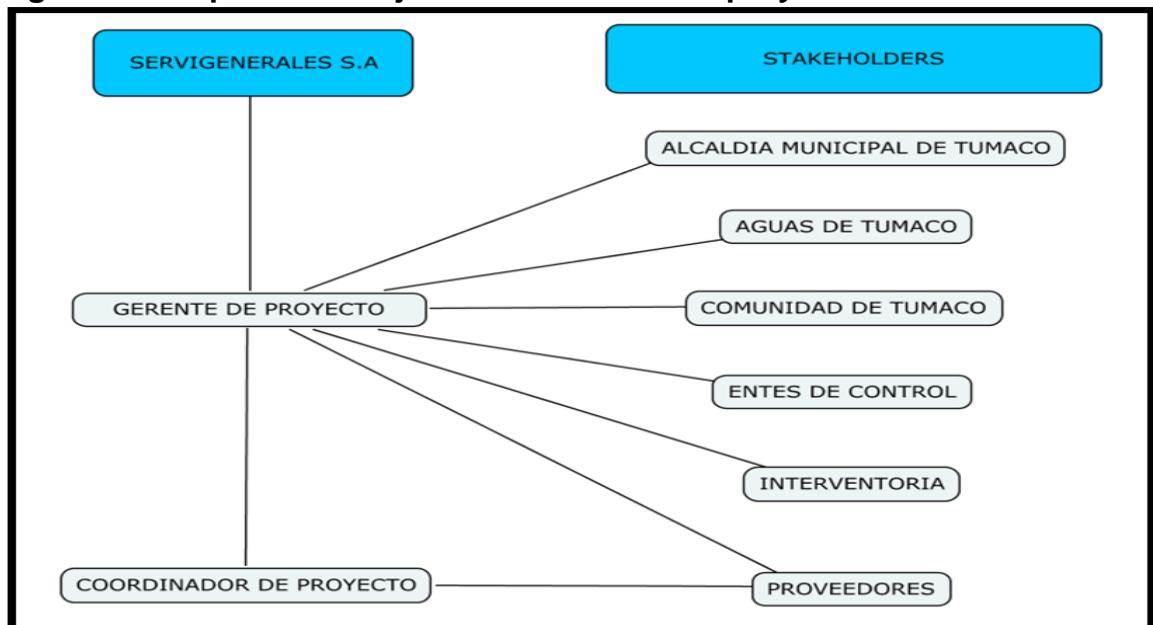 SERVIGENERALES S.A
STAKEHOLDERS
ALCALDIA MUNICIPAL DE TUMACO
AGUAS DE TUMACO
GERENTE DE PROYECTO
COMUNIDAD DE TUMACO
ENTES DE CONTROL
INTERVENTORIA
COORDINADOR DE PROYECTO
PROVEEDORES